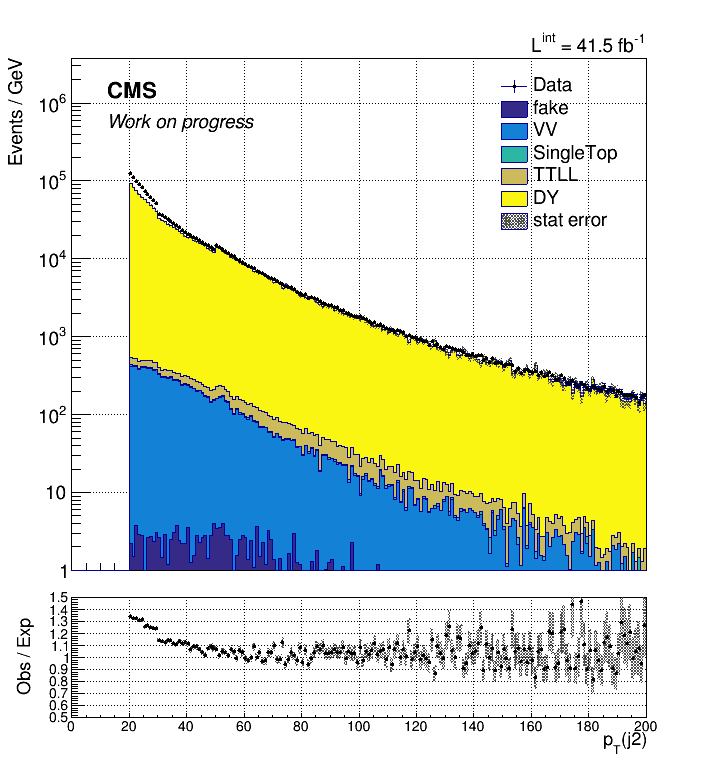 L^int = 41.5 fb^-1
Events / GeV
CMS
Work on progress
Data
fake
VV
SingleTop
TTLL
DY
stat error
10^6
10^5
10^4
10^3
10^2
10
1
Obs / Exp
1.5
1.4
1.3
1.2
1.1
1
0.9
0.8
0.7
0.6
0.5
0 20 40 60 80 100 120 140 160 180 200
p_T(j2)